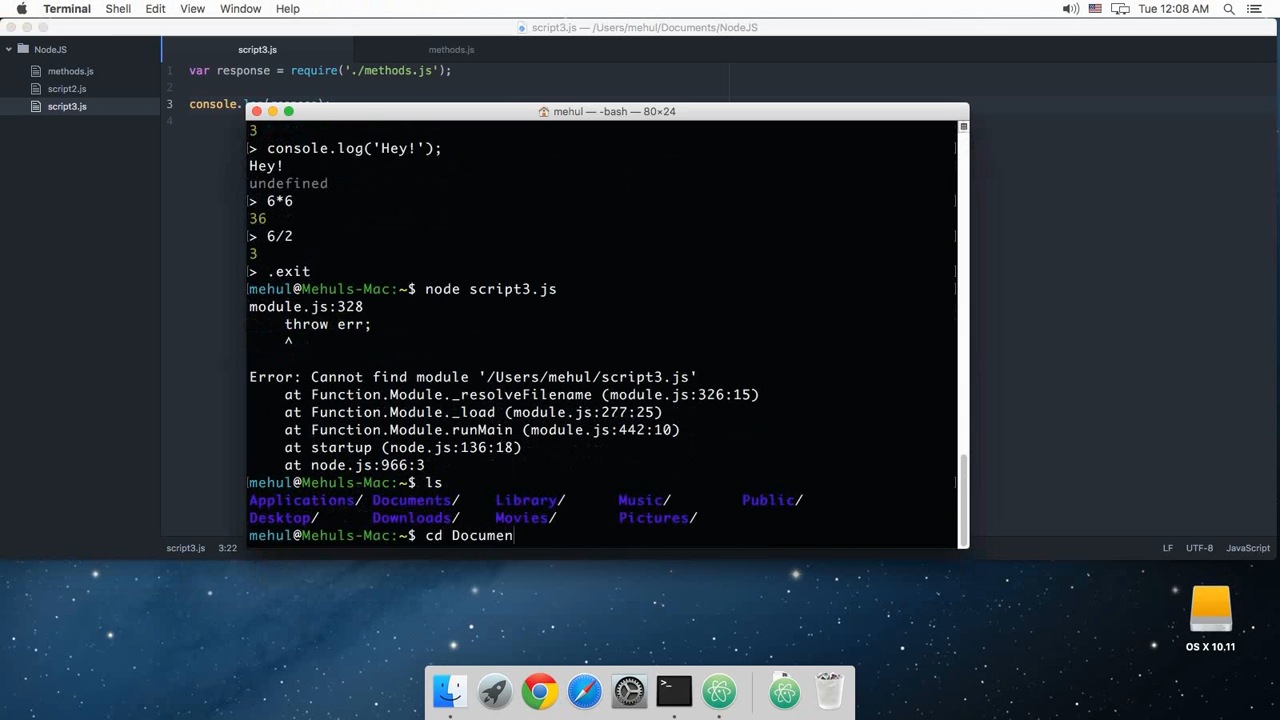 Terminal Shell Edit View Window Help Tue 12:08 AM
script3.js — /Users/mehul/Documents/NodeJS
NodeJS script3.js methods.js
methods.js
script2.js
script3.js
1 var response = require('./methods.js');
2
3 console.
4
mehul — -bash — 80×24
3
> console.log('Hey!');
Hey!
undefined
> 6*6
36
> 6/2
3
> .exit
mehul@Mehuls-Mac:~$ node script3.js
module.js:328
throw err;
^
Error: Cannot find module '/Users/mehul/script3.js'
at Function.Module._resolveFilename (module.js:326:15)
at Function.Module._load (module.js:277:25)
at Function.Module.runMain (module.js:442:10)
at startup (node.js:136:18)
at node.js:966:3
mehul@Mehuls-Mac:~$ ls
Applications/ Documents/ Library/ Music/ Public/
Desktop/ Downloads/ Movies/ Pictures/
mehul@Mehuls-Mac:~$ cd Documen
script3.js 3:22 LF UTF-8 JavaScript
OS X 10.11